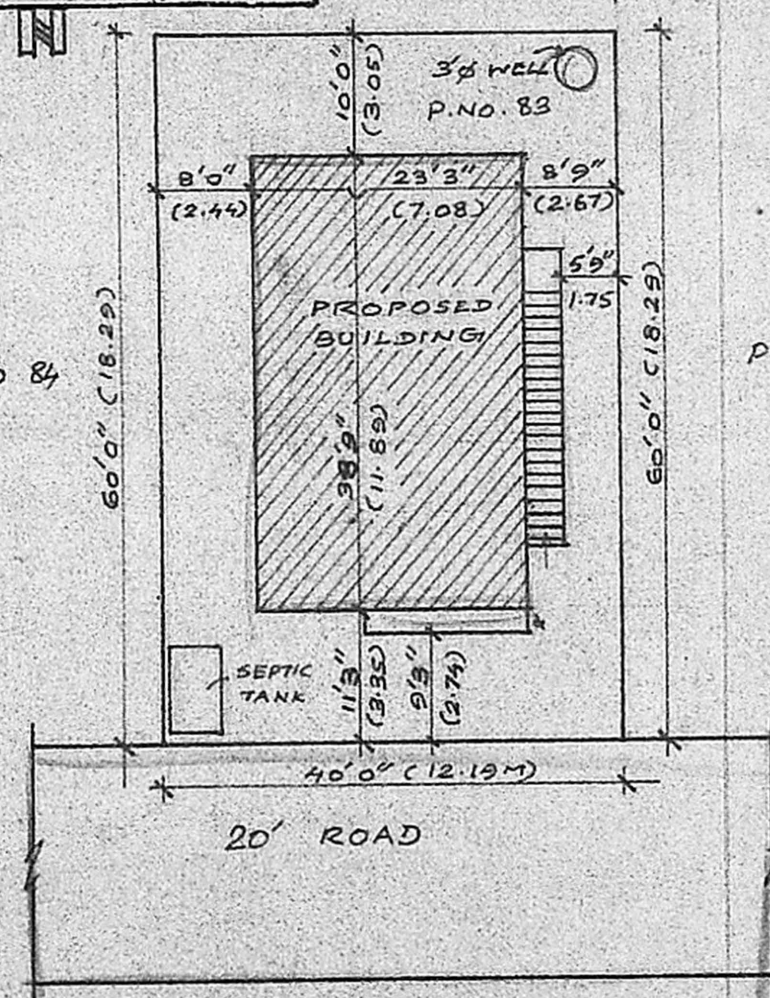 10'0"
(3.05)
3'ϕ WELL
P.NO. 83
8'0"
(2.44)
23'3"
(7.08)
8'9"
(2.67)
5'9"
1.75
PROPOSED
BUILDING
84
60'0" (18.29)
38'9"
(11.89)
60'0" (18.29)
P
SEPTIC
TANK
11'3"
(3.35)
9'3"
(2.74)
40'0" (12.19M)
20' ROAD